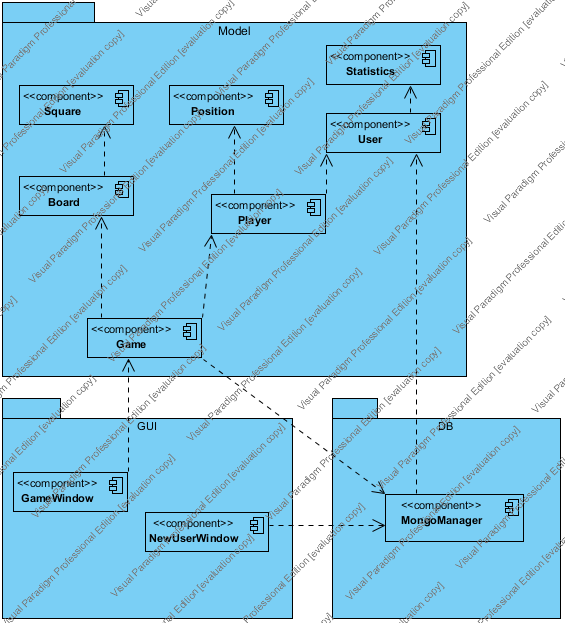 Model
<<component>>
Statistics
<<component>>
Square
<<component>>
Position
<<component>>
User
<<component>>
Board
<<component>>
Player
<<component>>
Game
GUI
DB
<<component>>
GameWindow
<<component>>
MongoManager
<<component>>
NewUserWindow
Visual Paradigm Professional Edition [evaluation copy]